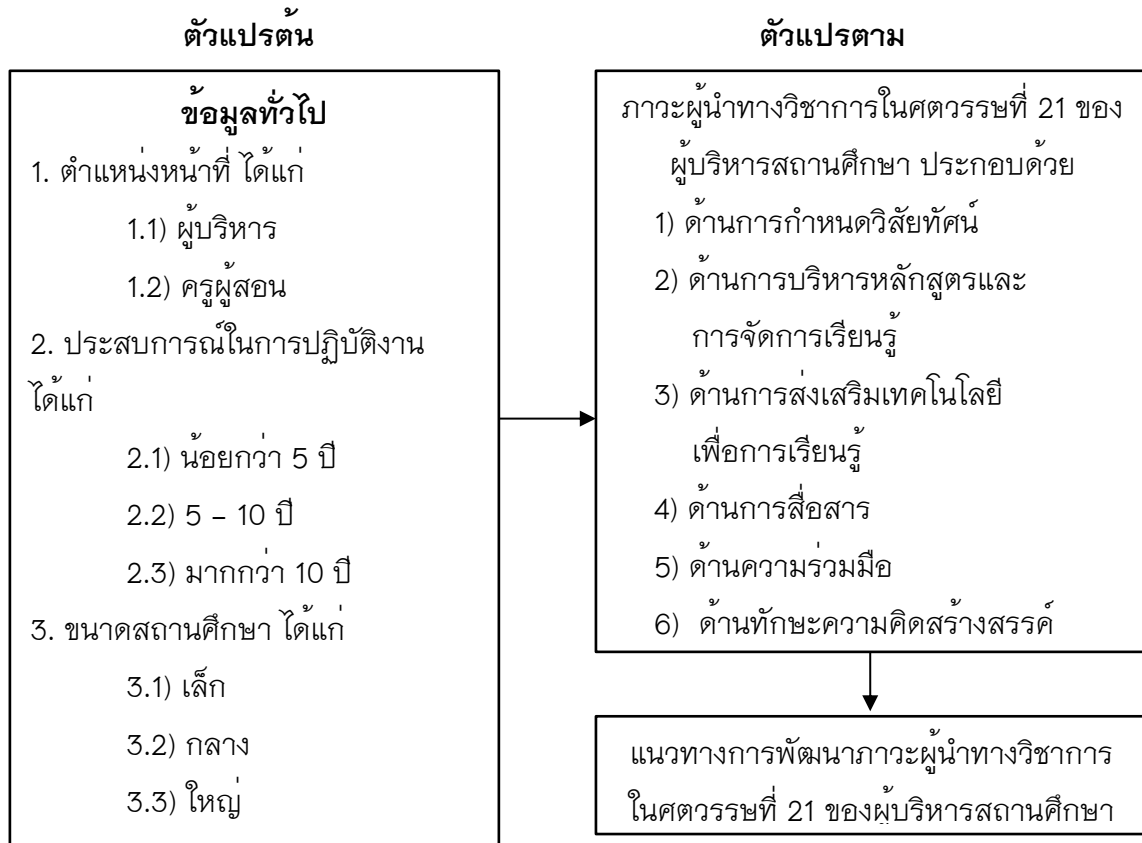 ตัวแปรต้น
ข้อมูลทั่วไป
1. ตำแหน่งหน้าที่ ได้แก่
1.1) ผู้บริหาร
1.2) ครูผู้สอน
2. ประสบการณ์ในการปฏิบัติงาน
ได้แก่
2.1) น้อยกว่า 5 ปี
2.2) 5 – 10 ปี
2.3) มากกว่า 10 ปี
3. ขนาดสถานศึกษา ได้แก่
3.1) เล็ก
3.2) กลาง
3.3) ใหญ่
ตัวแปรตาม
ภาวะผู้นำทางวิชาการในศตวรรษที่ 21 ของ
ผู้บริหารสถานศึกษา ประกอบด้วย
1) ด้านการกำหนดวิสัยทัศน์
2) ด้านการบริหารหลักสูตรและ
การจัดการเรียนรู้
3) ด้านการส่งเสริมเทคโนโลยี
เพื่อการเรียนรู้
4) ด้านการสื่อสาร
5) ด้านความร่วมมือ
6) ด้านทักษะความคิดสร้างสรรค์
แนวทางการพัฒนาภาวะผู้นำทางวิชาการ
ในศตวรรษที่ 21 ของผู้บริหารสถานศึกษา